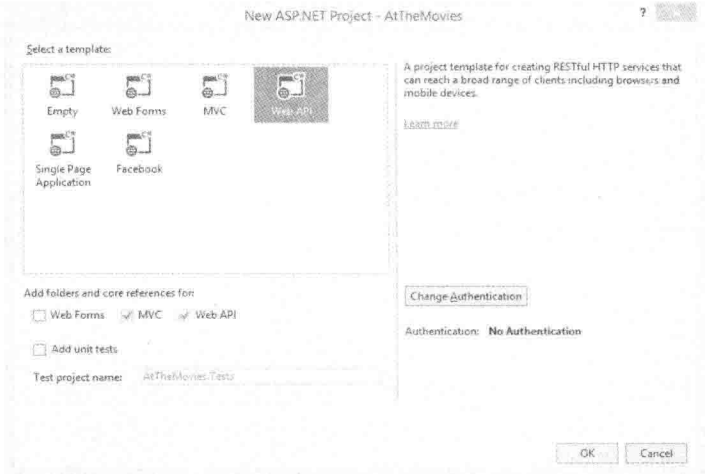 New ASP.NET Project - AtTheMovies
?
Select a template:
Empty
Web Forms
MVC
Web API
Single Page
Application
Facebook
A project template for creating RESTful HTTP services that
can reach a broad range of clients including browsers and
mobile devices.
Learn more
Add folders and core references for:
Web Forms
MVC
Web API
Add unit tests
Test project name:
AtTheMovies.Tests
Change Authentication
Authentication: No Authentication
OK
Cancel